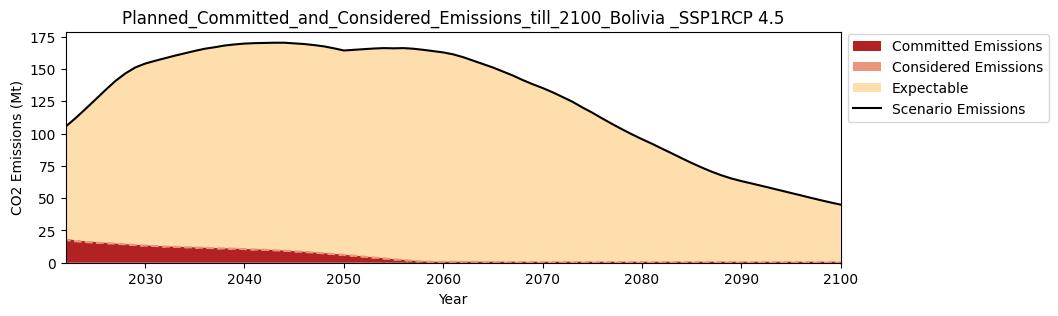 Planned_Committed_and_Considered_Emissions_till_2100_Bolivia _SSP1RCP 4.5
CO2 Emissions (Mt)
175
150
125
100
75
50
25
0
2030 2040 2050 2060 2070 2080 2090 2100
Year
Committed Emissions
Considered Emissions
Expectable
Scenario Emissions